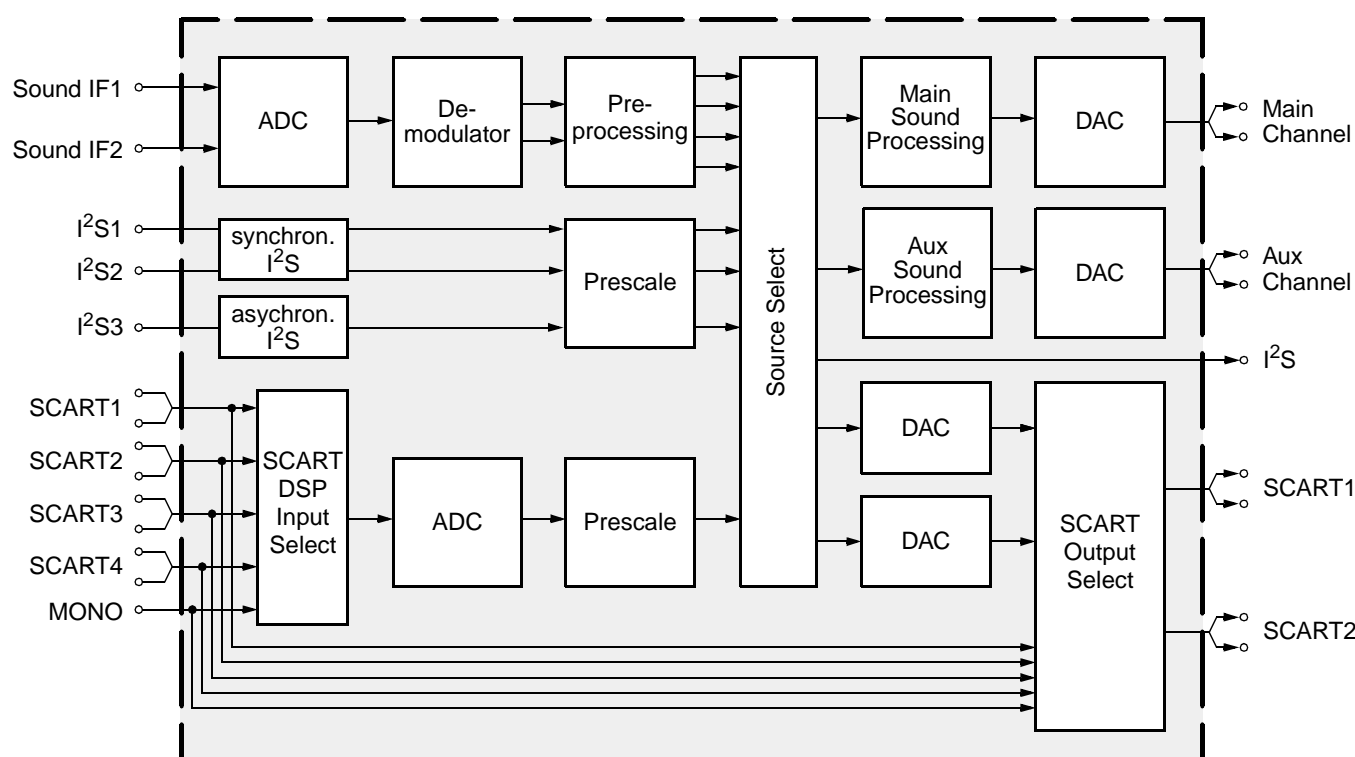 Sound IF1
Sound IF2
ADC
De-
modulator
Pre-
processing
Main
Sound
Processing
DAC
Main
Channel
I²S1
I²S2
synchron.
I²S
Prescale
Source Select
Aux
Sound
Processing
DAC
Aux
Channel
I²S3
asychron.
I²S
I²S
SCART1
SCART2
SCART3
SCART4
MONO
SCART
DSP
Input
Select
ADC
Prescale
DAC
DAC
SCART
Output
Select
SCART1
SCART2